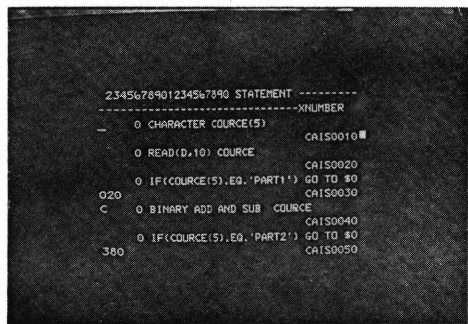 2345678901234567890 STATEMENT --------
-----------------------------------XNUMBER
_ 0 CHARACTER COURCE(5)
CAIS0010
0 READ(D,10) COURCE
CAIS0020
0 IF(COURCE(5).EQ.'PART1') GO TO $0
020 CAIS0030
C 0 BINARY ADD AND SUB COURCE
CAIS0040
0 IF(COURCE(5).EQ.'PART2') GO TO $0
380 CAIS0050